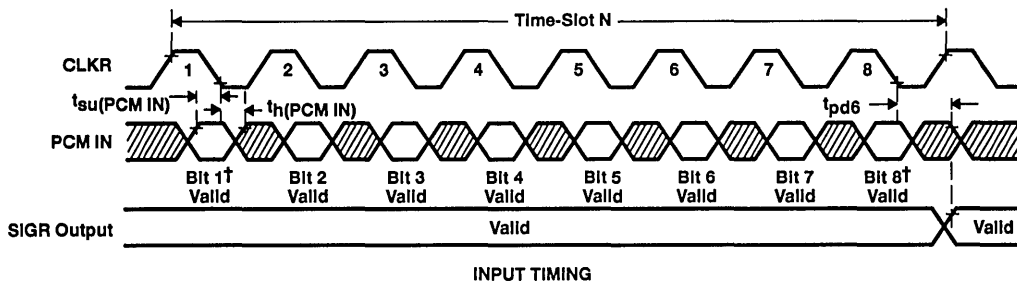 Time-Slot N
CLKR
1 2 3 4 5 6 7 8
tsu(PCM IN)
th(PCM IN)
tpd6
PCM IN
Bit 1† Bit 2 Bit 3 Bit 4 Bit 5 Bit 6 Bit 7 Bit 8†
Valid Valid Valid Valid Valid Valid Valid Valid
SIGR Output
Valid
Valid
INPUT TIMING